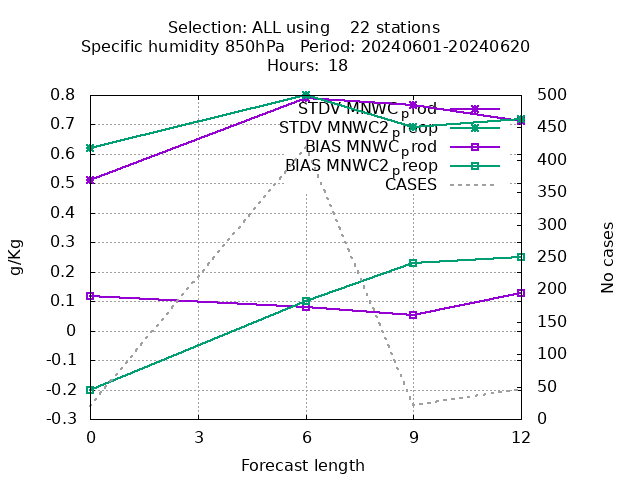 Selection: ALL using 22 stations
Specific humidity 850hPa Period: 20240601-20240620
Hours: 18
0.8
0.7
0.6
0.5
0.4
0.3
0.2
0.1
0
-0.1
-0.2
-0.3
g/Kg
STDV MNWC_prod
STDV MNWC2_preop
BIAS MNWC_prod
BIAS MNWC2_preop
CASES
500
450
400
350
300
250
200
150
100
50
0
No cases
0 3 6 9 12
Forecast length